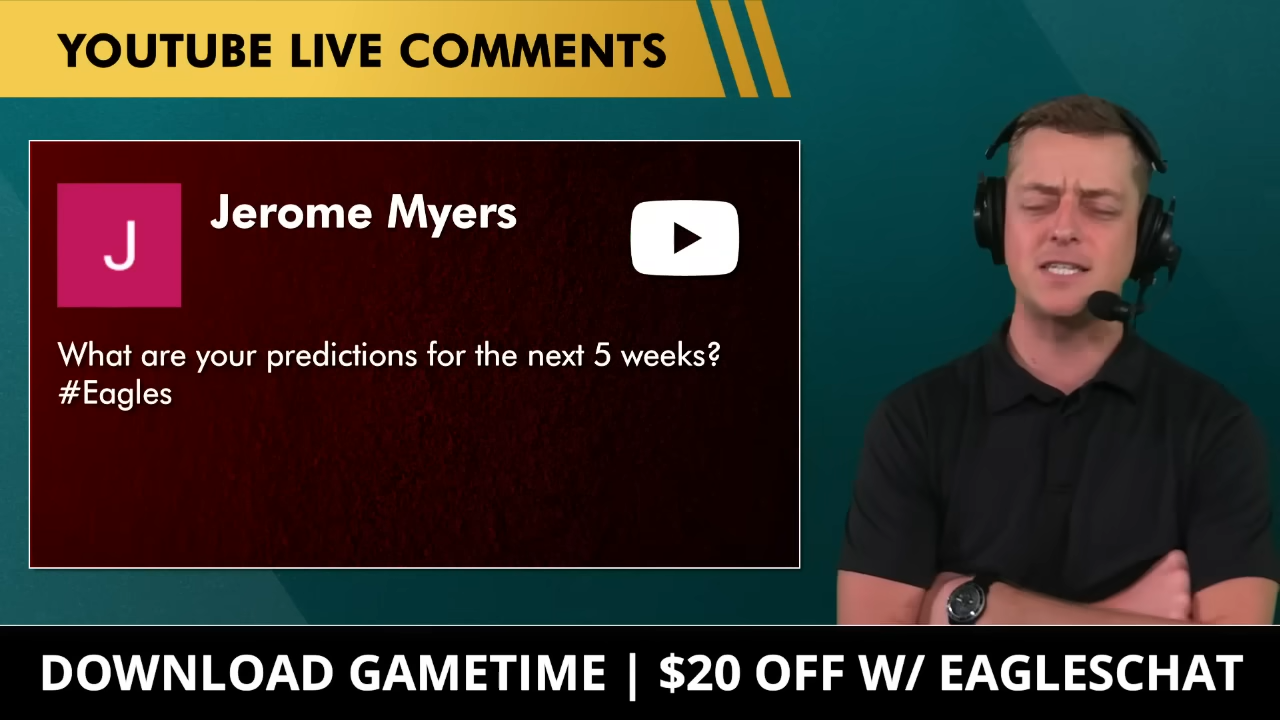 YOUTUBE LIVE COMMENTS
J
Jerome Myers
What are your predictions for the next 5 weeks?
#Eagles
DOWNLOAD GAMETIME | $20 OFF W/ EAGLESCHAT